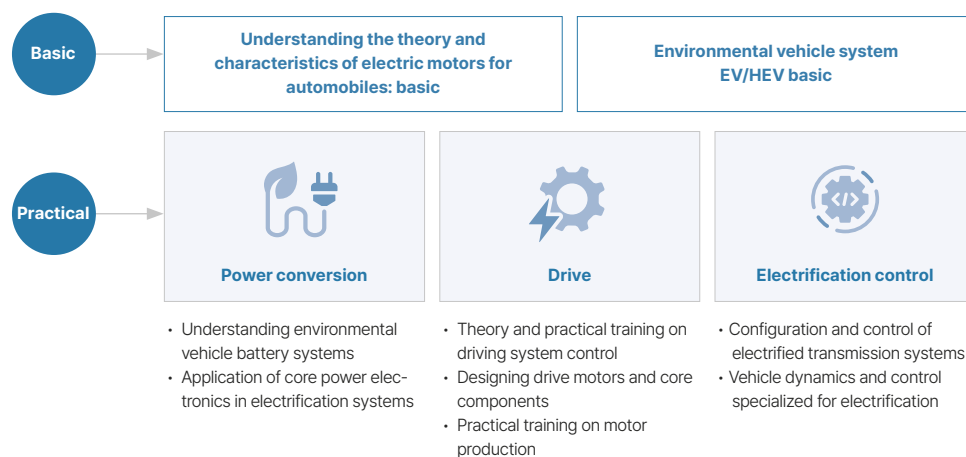 Basic
Understanding the theory and
characteristics of electric motors for
automobiles: basic
Environmental vehicle system
EV/HEV basic
Practical
</>
Power conversion
Drive
Electrification control
• Understanding environmental
vehicle battery systems
• Application of core power elec-
tronics in electrification systems
• Theory and practical training on
driving system control
• Designing drive motors and core
components
• Practical training on motor
production
• Configuration and control of
electrified transmission systems
• Vehicle dynamics and control
specialized for electrification